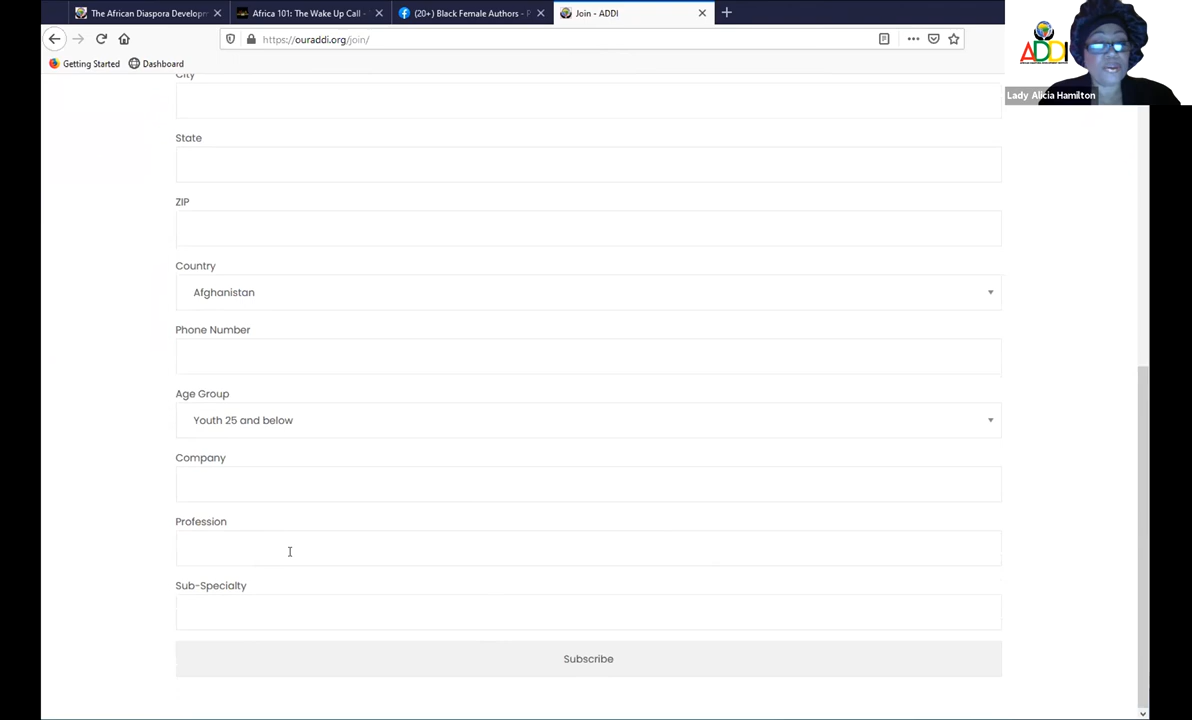 The African Diaspora Developm
Africa 101: The Wake Up Call -
(20+) Black Female Authors - P
Join - ADDI
https://ouraddi.org/join/
Getting Started
Dashboard
ADDI
Lady Alicia Hamilton
City
State
ZIP
Country
Afghanistan
Phone Number
Age Group
Youth 25 and below
Company
Profession
Sub-Specialty
Subscribe